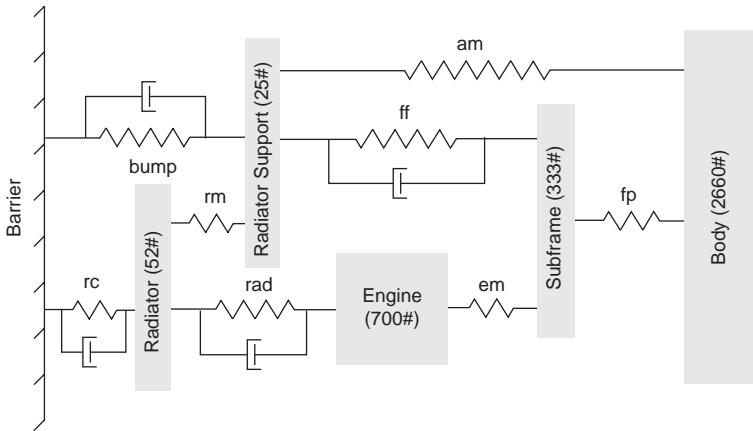 am
Radiator Support (25#)
ff
bump
Barrier
rm
Subframe (333#)
fp
Body (2660#)
Radiator (52#)
rc
rad
Engine
(700#)
em